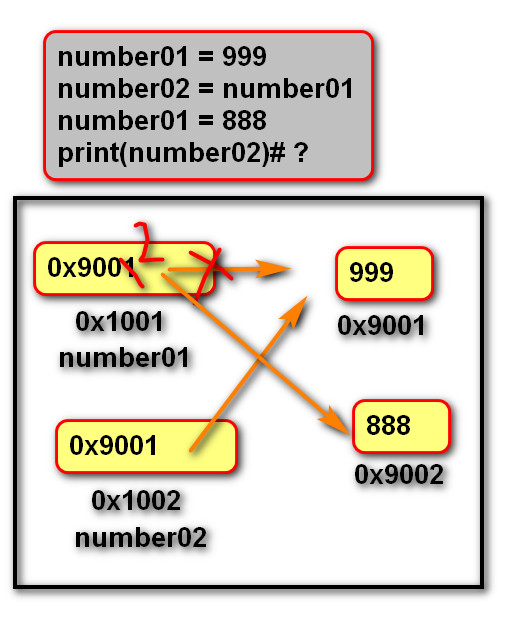 number01 = 999
number02 = number01
number01 = 888
print(number02)# ?
0x9001 2
999
0x1001
0x9001
number01
888
0x9001
0x9002
0x1002
number02